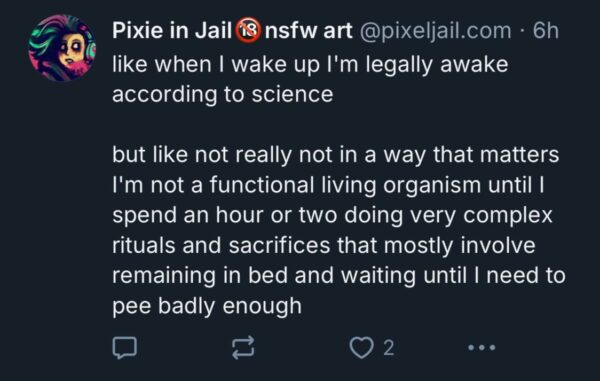 Pixie in Jail🔞nsfw art @pixeljail.com · 6h
like when I wake up I'm legally awake
according to science
but like not really not in a way that matters
I'm not a functional living organism until I
spend an hour or two doing very complex
rituals and sacrifices that mostly involve
remaining in bed and waiting until I need to
pee badly enough
2